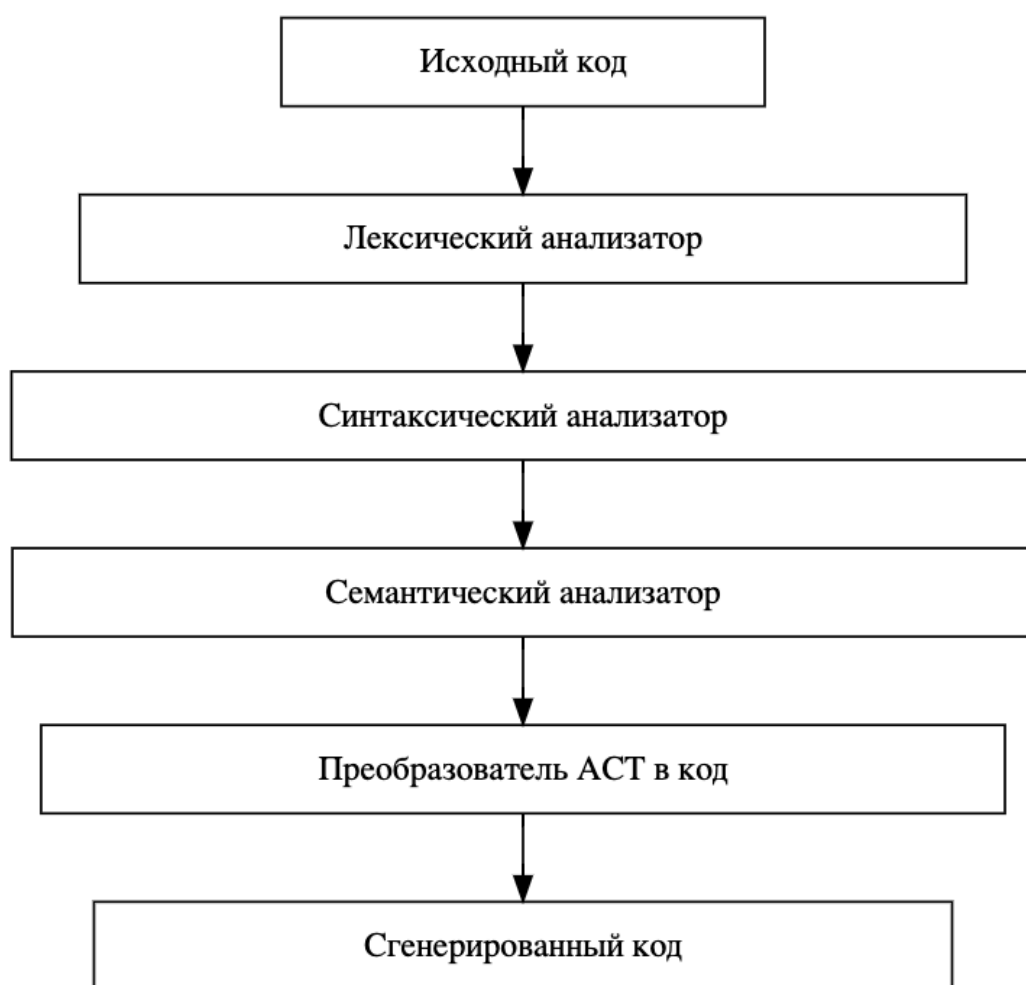 Исходный код
Лексический анализатор
Синтаксический анализатор
Семантический анализатор
Преобразователь АСТ в код
Сгенерированный код